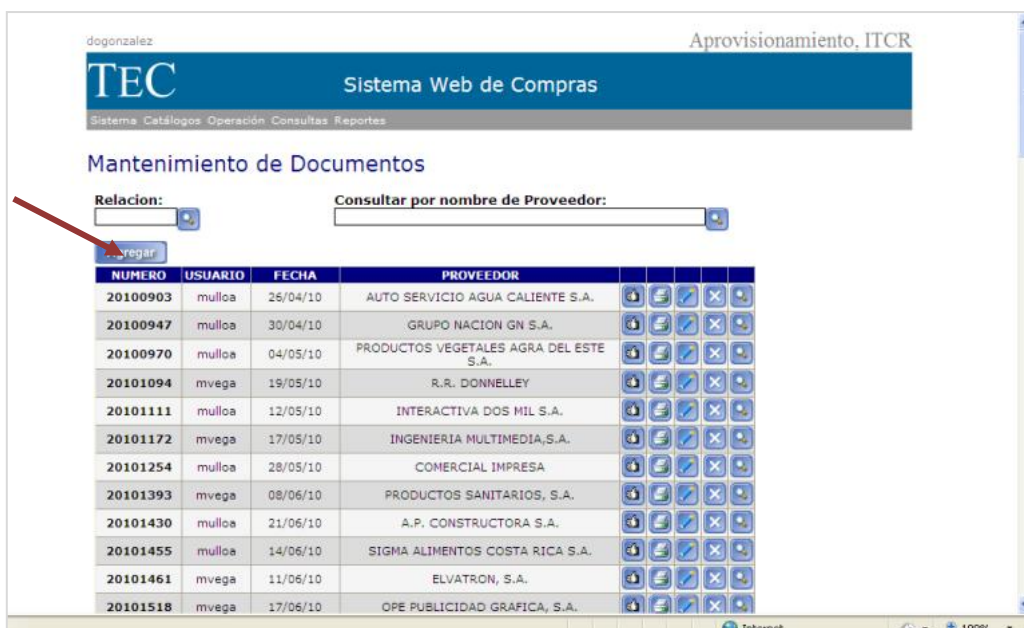 dogonzalez Aprovisionamiento, ITCR
TEC Sistema Web de Compras
Sistema Catálogos Operación Consultas Reportes
Mantenimiento de Documentos
Relacion: Consultar por nombre de Proveedor:
Agregar
NUMERO USUARIO FECHA PROVEEDOR
20100903 mulloa 26/04/10 AUTO SERVICIO AGUA CALIENTE S.A.
20100947 mulloa 30/04/10 GRUPO NACION GN S.A.
20100970 mulloa 04/05/10 PRODUCTOS VEGETALES AGRA DEL ESTE
S.A.
20101094 mvega 19/05/10 R.R. DONNELLEY
20101111 mulloa 12/05/10 INTERACTIVA DOS MIL S.A.
20101172 mvega 17/05/10 INGENIERIA MULTIMEDIA,S.A.
20101254 mulloa 28/05/10 COMERCIAL IMPRESA
20101393 mvega 08/06/10 PRODUCTOS SANITARIOS, S.A.
20101430 mulloa 21/06/10 A.P. CONSTRUCTORA S.A.
20101455 mulloa 14/06/10 SIGMA ALIMENTOS COSTA RICA S.A.
20101461 mvega 11/06/10 ELVATRON, S.A.
20101518 mvega 17/06/10 OPE PUBLICIDAD GRAFICA, S.A.
Internet 100%